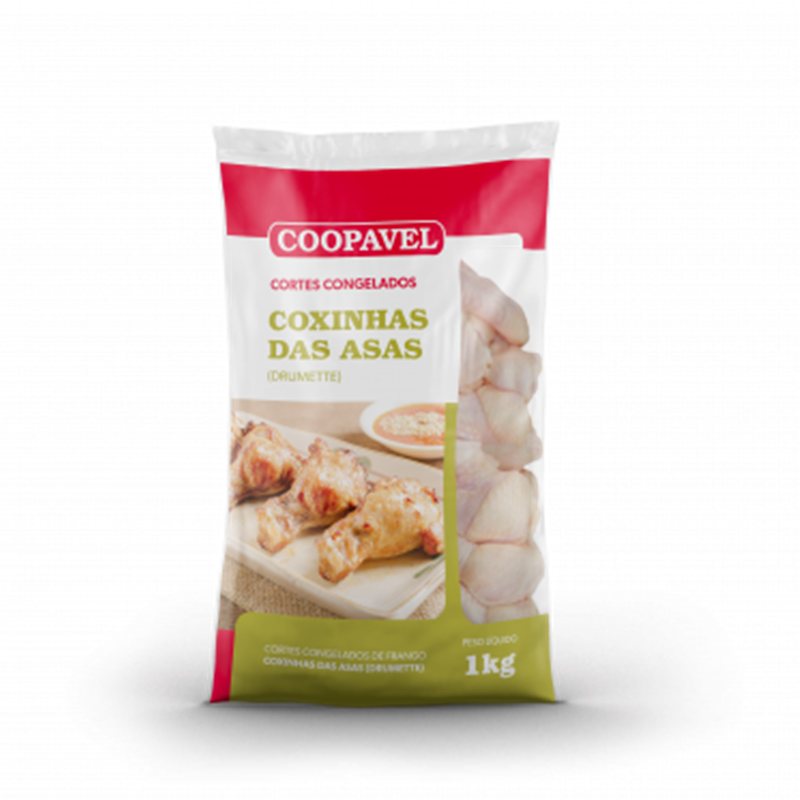 COOPAVEL
CORTES CONGELADOS
COXINHAS
DAS ASAS
(DRUMETTE)
CORTES CONGELADOS DE FRANGO
COXINHAS DAS ASAS (DRUMETTE)
PESO LÍQUIDO
1kg